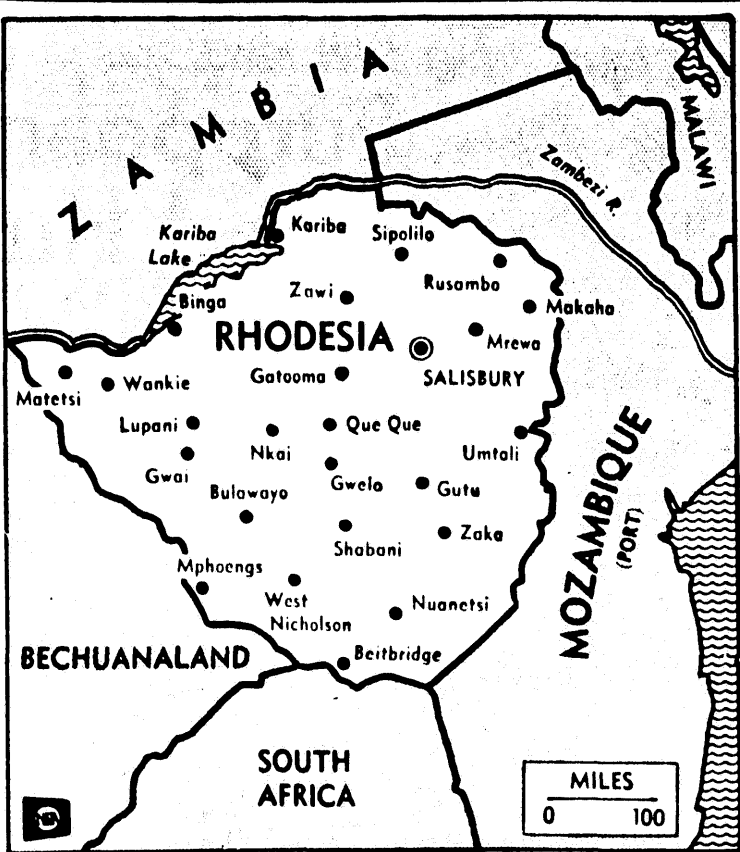 ZAMBIA
MALAWI
Zambezi R.
Kariba
Lake
Kariba
Sipolilo
Rusambo
Zawi
Makaha
Binga
RHODESIA
Mrewa
SALISBURY
Gatooma
Wankie
Matetsi
Lupani
Que Que
Nkai
Umtali
Gwai
Gwelo
Gutu
Bulawayo
Shabani
Zaka
MOZAMBIQUE
(PORT)
Mphoengs
West
Nicholson
Nuanetsi
Beitbridge
BECHUANALAND
SOUTH
AFRICA
MILES
0 100